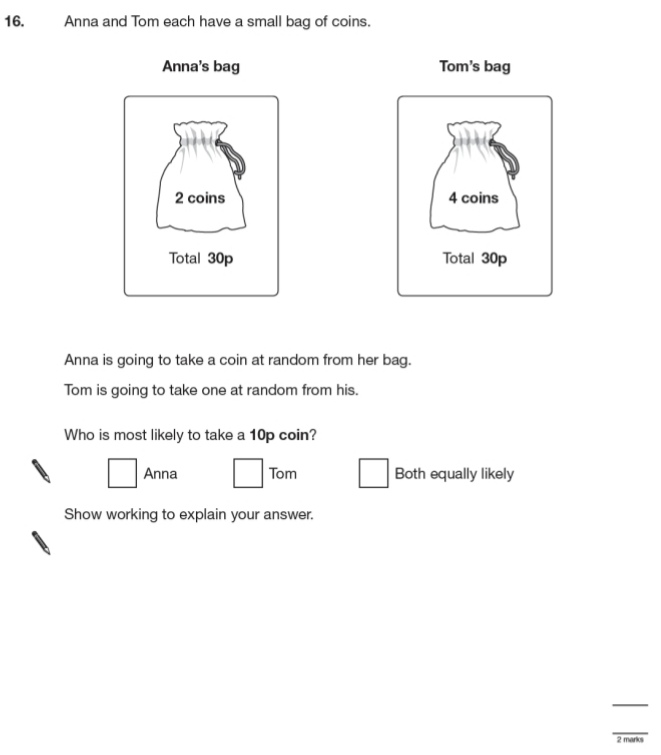 16. Anna and Tom each have a small bag of coins.
Anna's bag Tom's bag
2 coins 4 coins
Total 30p Total 30p
Anna is going to take a coin at random from her bag.
Tom is going to take one at random from his.
Who is most likely to take a 10p coin?
Anna Tom Both equally likely
Show working to explain your answer.
2 marks